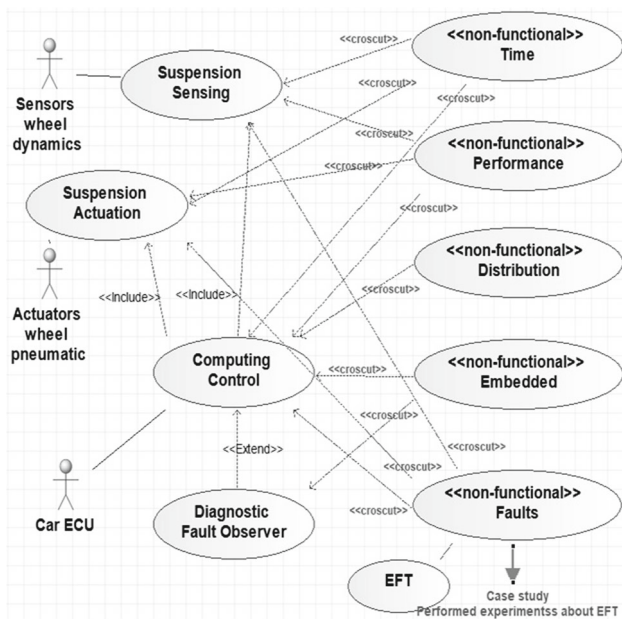 <<croscut>>
<<non-functional>>
Time
Suspension
Sensing
Sensors
wheel
dynamics
<<croscut>>
<<croscut>>
<<non-functional>>
Performance
<<croscut>>
Suspension
Actuation
<<croscut>>
<<non-functional>>
Distribution
<<croscut>>
Actuators
wheel
pneumatic
<<Include>>
<<Include>>
Computing
Control
<<croscut>>
<<non-functional>>
Embedded
<<croscut>>
<<Extend>>
<<croscut>>
<<non-functional>>
Faults
Car ECU
Diagnostic
Fault Observer
<<croscut>>
EFT
Case study
Performed experimentss about EFT